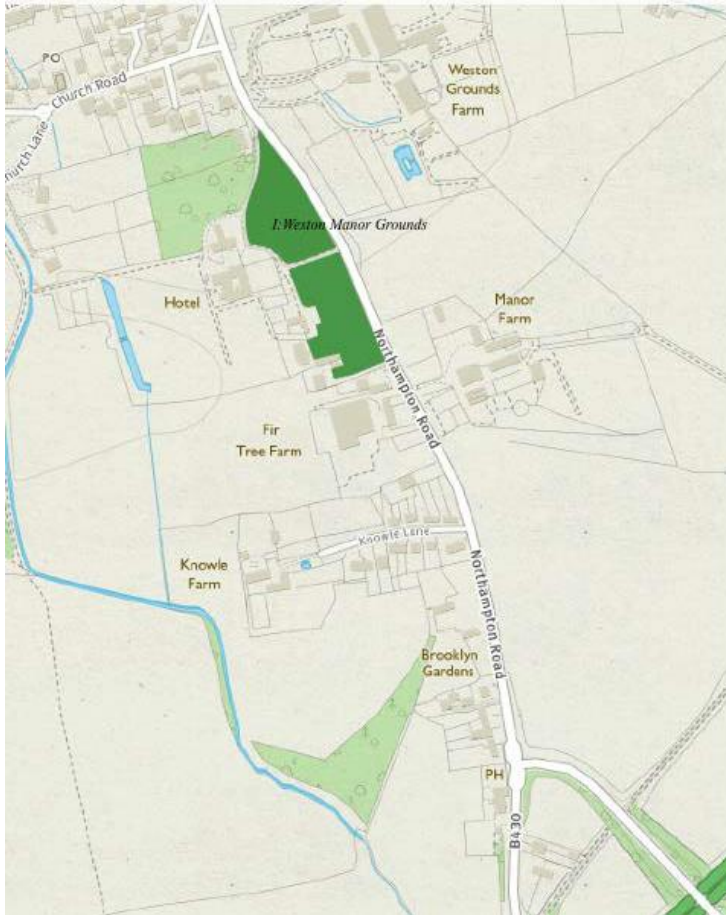 PO
Church Road
Church Lane
Weston
Grounds
Farm
I:Weston Manor Grounds
Hotel
Manor
Farm
Northampton Road
Fir
Tree Farm
Knowle Lane
Knowle
Farm
Northampton Road
Brooklyn
Gardens
PH
B430